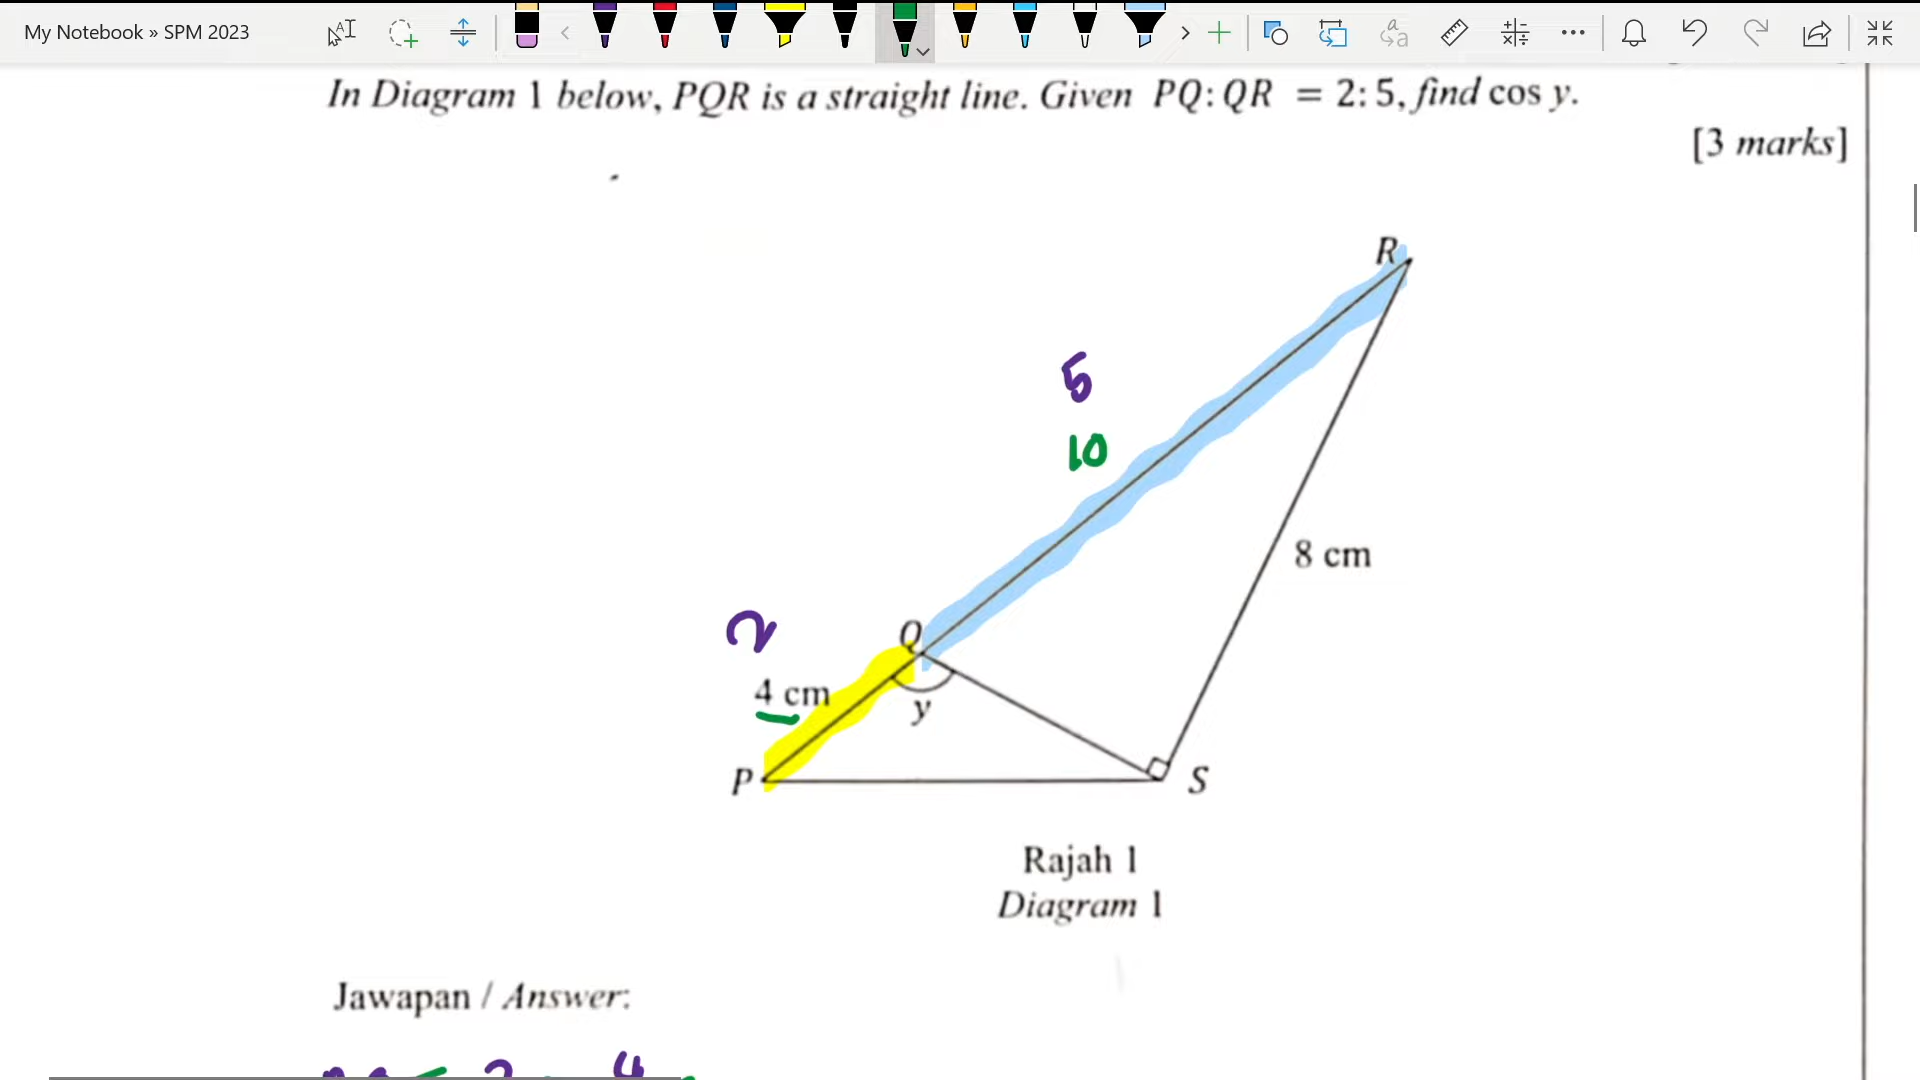 My Notebook » SPM 2023
In Diagram 1 below, PQR is a straight line. Given PQ: QR = 2: 5, find cos y.
[3 marks]
R
5
10
8 cm
2
Q
4 cm
y
P
S
Rajah 1
Diagram 1
Jawapan / Answer: